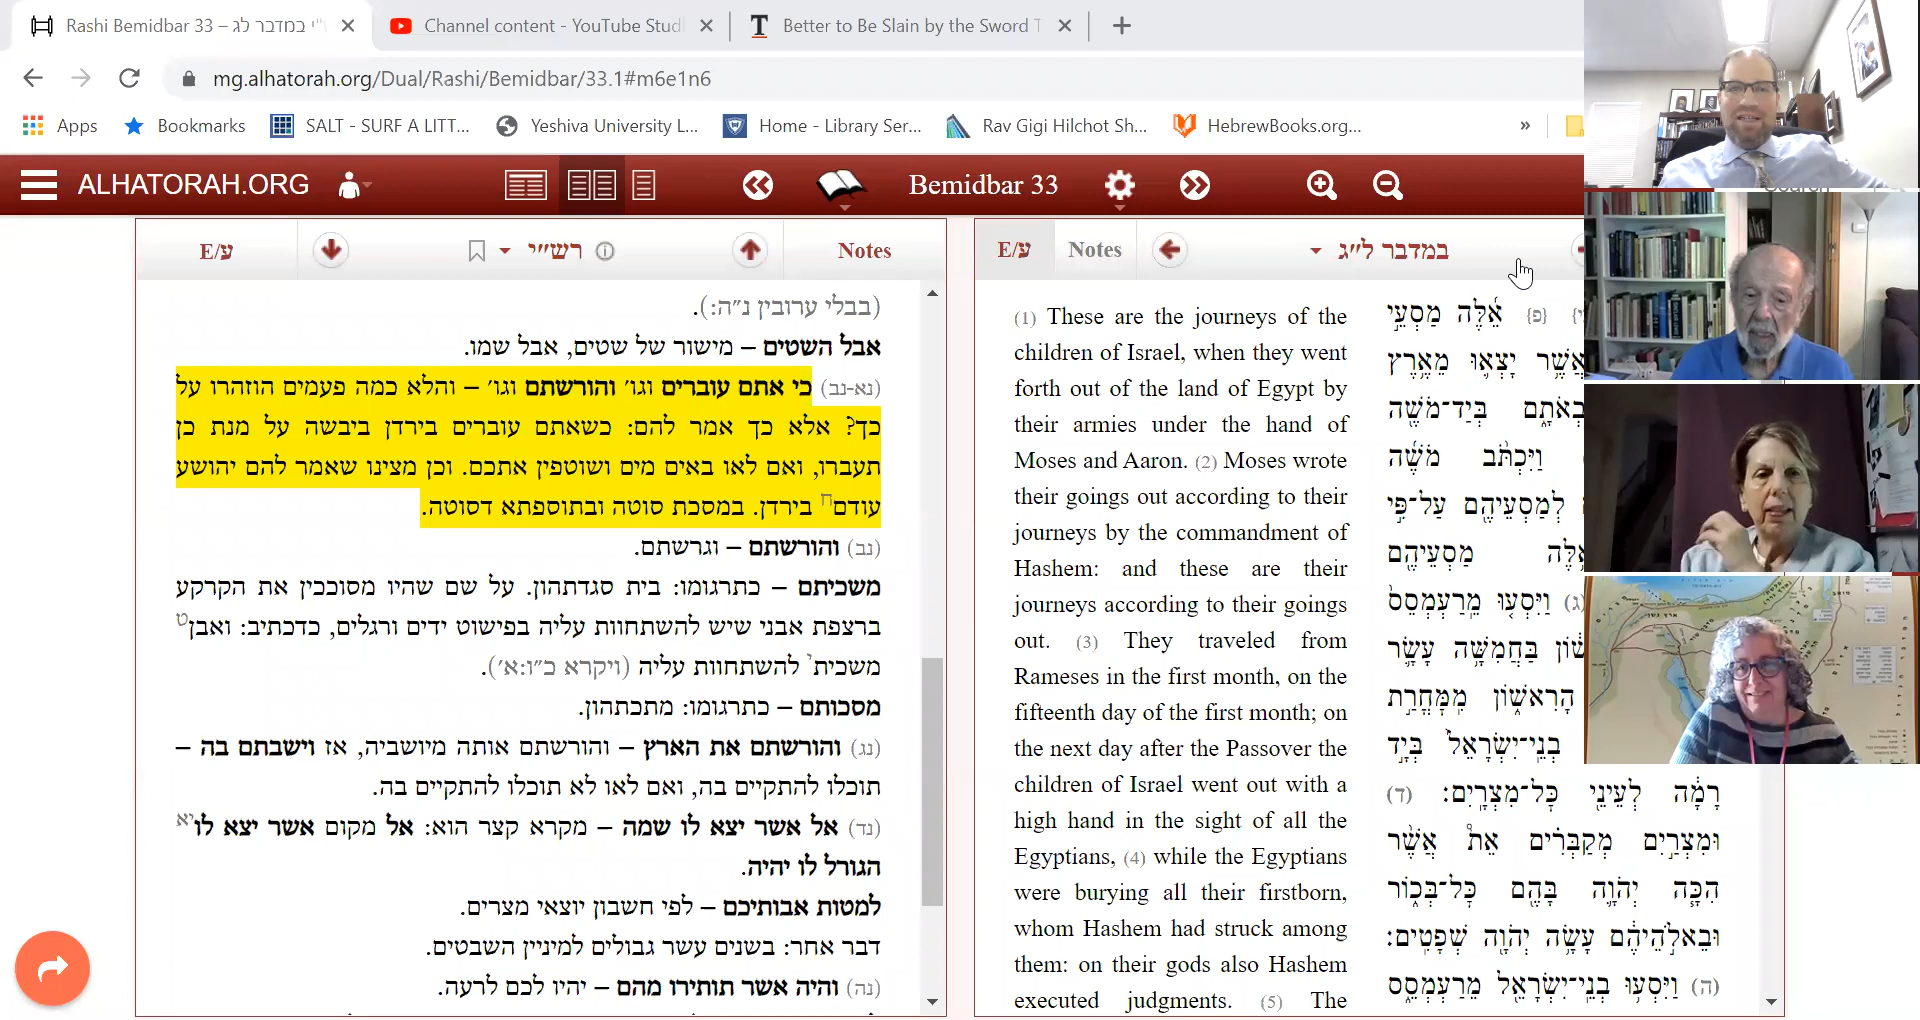 Rashi Bemidbar 33 – רש"י במדבר לג
Channel content - YouTube Studi
Better to Be Slain by the Sword T
mg.alhatorah.org/Dual/Rashi/Bemidbar/33.1#m6e1n6
Apps
Bookmarks
SALT - SURF A LITT...
Yeshiva University L...
Home - Library Ser...
Rav Gigi Hilchot Sh...
HebrewBooks.org...
»
ALHATORAH.ORG
Bemidbar 33
E/ע
רש"י
Notes
(בבלי ערובין נ"ה:).
אבל השטים – מישור של שטים, אבל שמו.
(נא-נב) כי אתם עוברים וגו' והורשתם וגו' – והלא כמה פעמים הוזהרו על
כך? אלא כך אמר להם: כשאתם עוברים בירדן ביבשה על מנת כן
תעברו, ואם לאו באים מים ושוטפין אתכם. וכן מצינו שאמר להם יהושע
עודם ח בירדן. במסכת סוטה ובתוספתא דסוטה.
(נב) והורשתם – וגרשתם.
משכיתם – כתרגומו: בית סגדתהון. על שם שהיו מסוככין את הקרקע
ברצפת אבני שיש להשתחוות עליה בפישוט ידים ורגלים, כדכתיב: ואבן ט
משכית י להשתחוות עליה (ויקרא כ"ו:א').
מסכותם – כתרגומו: מתכתהון.
(נג) והורשתם את הארץ – והורשתם אותה מיושביה, אז וישבתם בה –
תוכלו להתקיים בה, ואם לאו לא תוכלו להתקיים בה.
(נד) אל אשר יצא לו שמה – מקרא קצר הוא: אל מקום אשר יצא לו יא
הגורל לו יהיה.
למטות אבותיכם – לפי חשבון יוצאי מצרים.
דבר אחר: בשנים עשר גבולים למיניין השבטים.
(נה) והיה אשר תותירו מהם – יהיו לכם לרעה.
E/ע
Notes
במדבר ל"ג
(1) These are the journeys of the
children of Israel, when they went
forth out of the land of Egypt by
their armies under the hand of
Moses and Aaron. (2) Moses wrote
their goings out according to their
journeys by the commandment of
Hashem: and these are their
journeys according to their goings
out. (3) They traveled from
Rameses in the first month, on the
fifteenth day of the first month; on
the next day after the Passover the
children of Israel went out with a
high hand in the sight of all the
Egyptians, (4) while the Egyptians
were burying all their firstborn,
whom Hashem had struck among
them: on their gods also Hashem
executed judgments. (5) The
{פ} אֵלֶּה מַסְעֵי
אֲשֶׁר יָצְאוּ מֵאֶרֶץ
בְאֹתָם בְּיַד־מֹשֶׁה
וַיִּכְתֹּב מֹשֶׁה
לְמַסְעֵיהֶם עַל־פִּי
מַסְעֵיהֶם
(ג) וַיִּסְעוּ מֵרַעְמְסֵס
בַּחֲמִשָּׁה עָשָׂר
הָרִאשׁוֹן מִמָּחֳרַת
בְנֵי־יִשְׂרָאֵל בְּיָד
רָמָה לְעֵינֵי כׇּל־מִצְרָיִם: (ד)
וּמִצְרַיִם מְקַבְּרִים אֵת אֲשֶׁר
הִכָּה יְהֹוָה בָּהֶם כׇּל־בְּכוֹר
וּבֵאלֹהֵיהֶם עָשָׂה יְהֹוָה שְׁפָטִים:
(ה) וַיִּסְעוּ בְנֵי־יִשְׂרָאֵל מֵרַעְמְסֵס